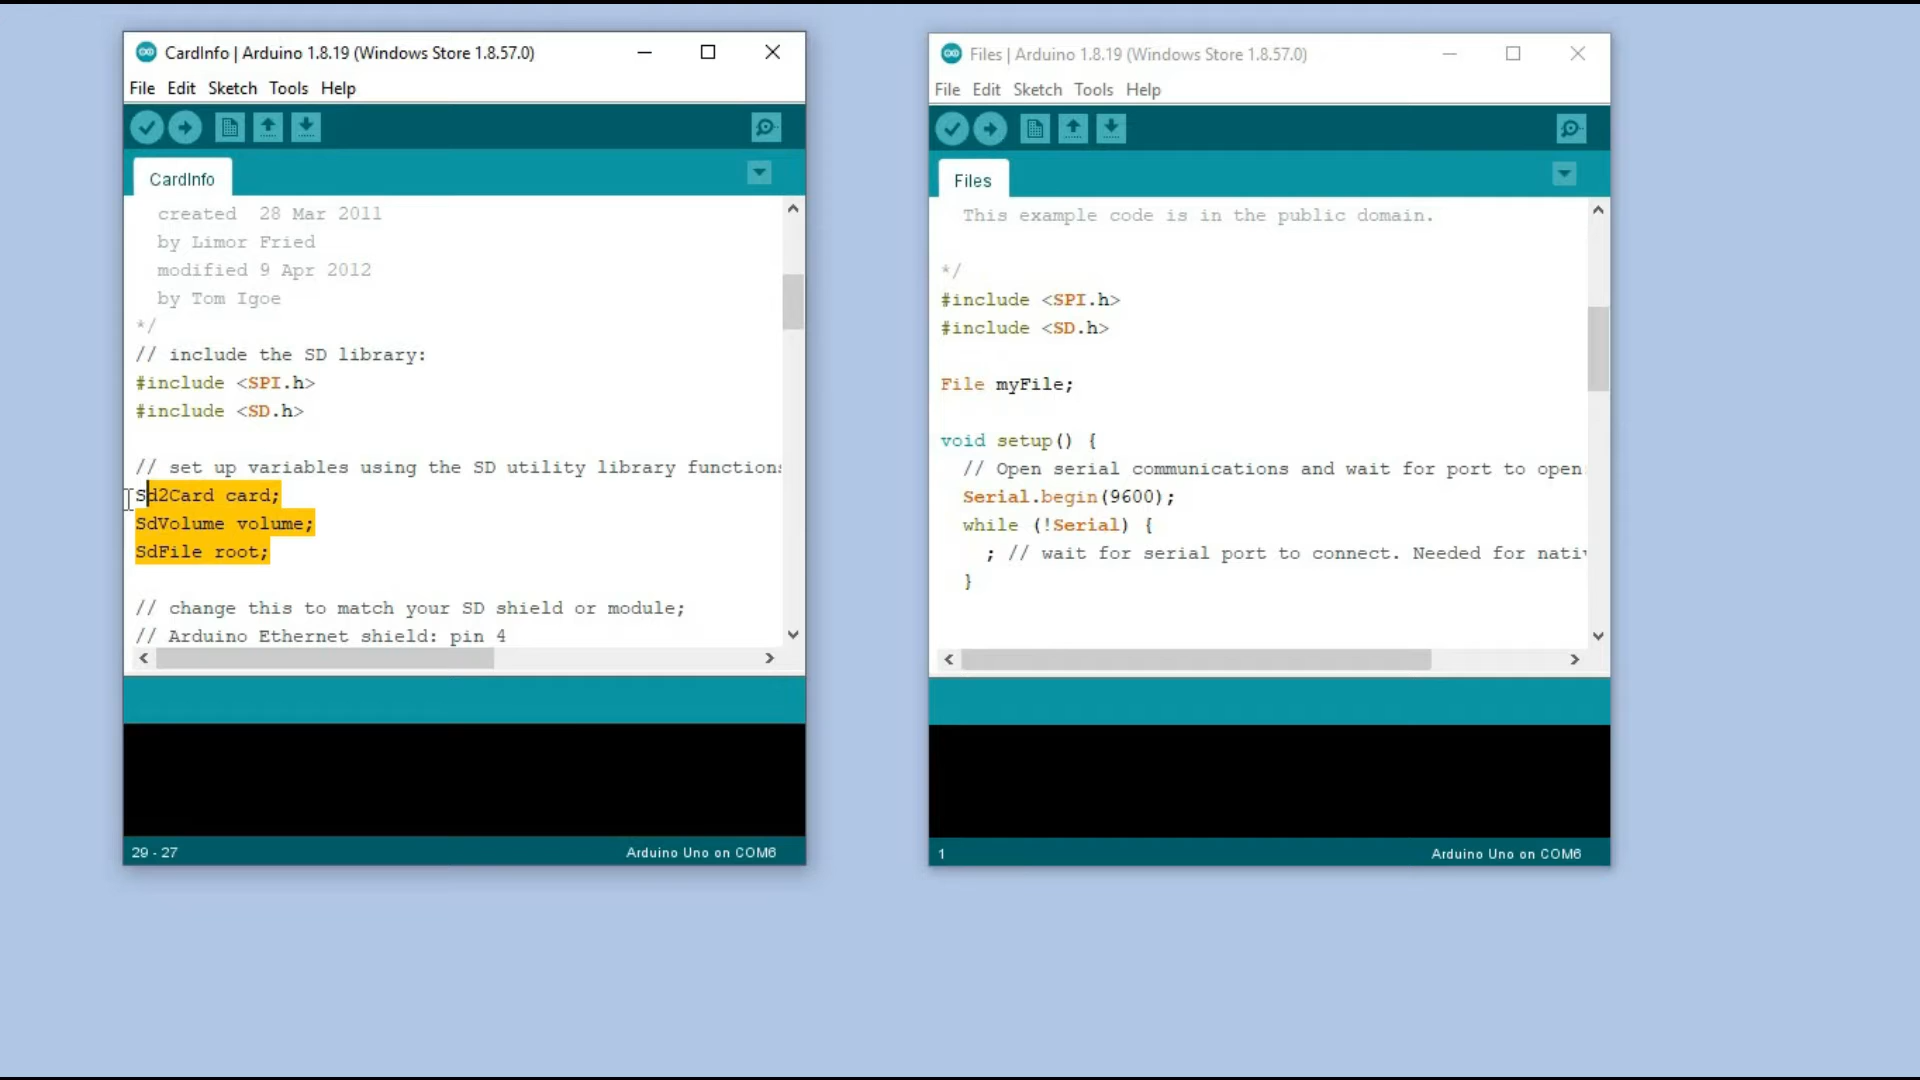 CardInfo | Arduino 1.8.19 (Windows Store 1.8.57.0)
File Edit Sketch Tools Help
CardInfo
created  28 Mar 2011
by Limor Fried
modified 9 Apr 2012
by Tom Igoe
*/
// include the SD library:
#include <SPI.h>
#include <SD.h>
// set up variables using the SD utility library function
Sd2Card card;
SdVolume volume;
SdFile root;
// change this to match your SD shield or module;
// Arduino Ethernet shield: pin 4
29 - 27
Arduino Uno on COM6
Files | Arduino 1.8.19 (Windows Store 1.8.57.0)
File Edit Sketch Tools Help
Files
This example code is in the public domain.
*/
#include <SPI.h>
#include <SD.h>
File myFile;
void setup() {
// Open serial communications and wait for port to open
Serial.begin(9600);
while (!Serial) {
; // wait for serial port to connect. Needed for nati
}
1
Arduino Uno on COM6